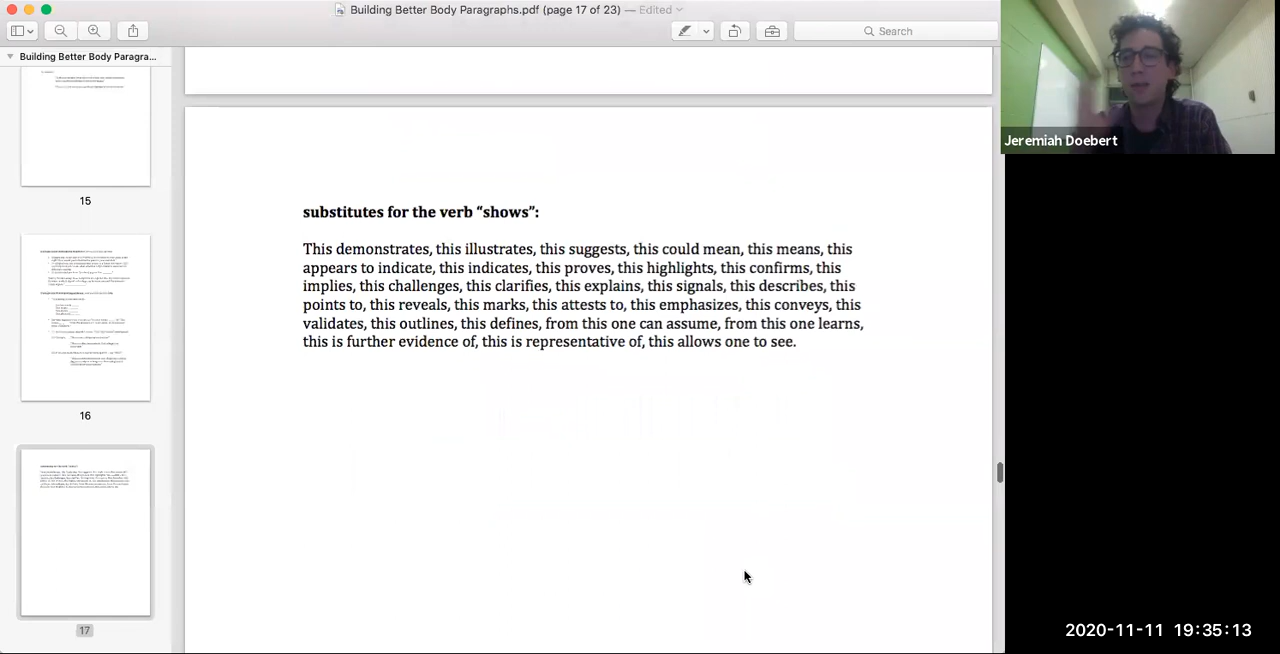 Building Better Body Paragraphs.pdf (page 17 of 23) — Edited
Search
Building Better Body Paragra...
15
16
17
substitutes for the verb “shows”:
This demonstrates, this illustrates, this suggests, this could mean, this means, this
appears to indicate, this indicates, this proves, this highlights, this confirms, this
implies, this challenges, this clarifies, this explains, this signals, this describes, this
points to, this reveals, this marks, this attests to, this emphasizes, this conveys, this
validates, this outlines, this defines, from this one can assume, from this one learns,
this is further evidence of, this is representative of, this allows one to see.
Jeremiah Doebert
2020-11-11 19:35:13